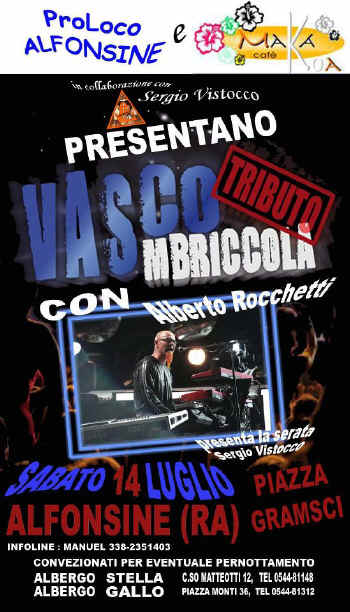 ProLoco
ALFONSINE e
MaKa
café
K.OA
in collaborazione con
Sergio Vistocco
PRESENTANO
VASCO
TRIBUTO
MBRICCOLA
CON Alberto Rocchetti
presenta la serata
Sergio Vistocco
SABATO 14 LUGLIO PIAZZA
ALFONSINE (RA) GRAMSCI
INFOLINE : MANUEL 338-2351403
CONVEZIONATI PER EVENTUALE PERNOTTAMENTO
ALBERGO STELLA C.SO MATTEOTTI 12, TEL 0544-81148
ALBERGO GALLO PIAZZA MONTI 36, TEL 0544-81312